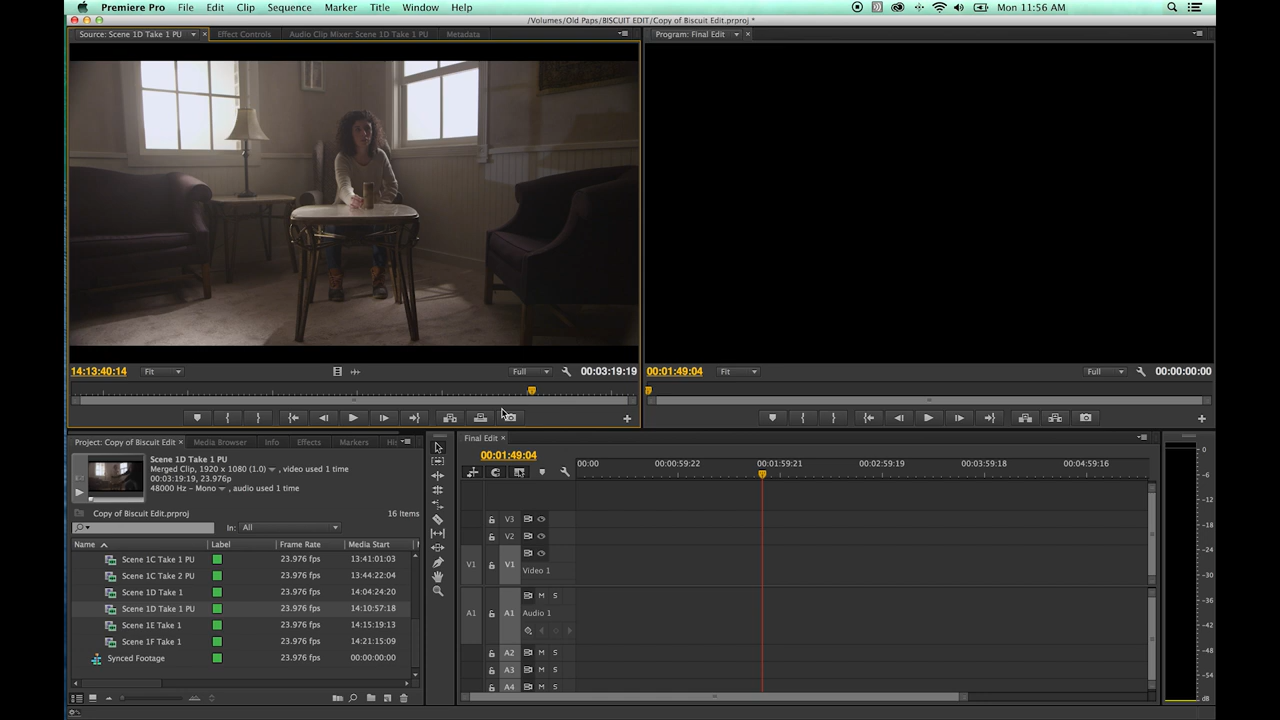 Premiere Pro File Edit Clip Sequence Marker Title Window Help Mon 11:56 AM
/Volumes/Old Paps/BISCUIT EDIT/Copy of Biscuit Edit.prproj *
Source: Scene 1D Take 1 PU Effect Controls Audio Clip Mixer: Scene 1D Take 1 PU Metadata Program: Final Edit
14:13:40:14 Fit Full 00:03:19:19 00:01:49:04 Fit Full 00:00:00:00
Project: Copy of Biscuit Edit Media Browser Info Effects Markers Hi
Scene 1D Take 1 PU
Merged Clip, 1920 x 1080 (1.0) , video used 1 time
00:03:19:19, 23.976p
48000 Hz - Mono , audio used 1 time
Copy of Biscuit Edit.prproj 16 Items
In: All
Name Label Frame Rate Media Start
Scene 1C Take 1 PU 23.976 fps 13:41:01:03
Scene 1C Take 2 PU 23.976 fps 13:44:22:04
Scene 1D Take 1 23.976 fps 14:04:24:20
Scene 1D Take 1 PU 23.976 fps 14:10:57:18
Scene 1E Take 1 23.976 fps 14:15:19:13
Scene 1F Take 1 23.976 fps 14:21:15:09
Synced Footage 23.976 fps 00:00:00:00
Final Edit
00:01:49:04
00:00 00:00:59:22 00:01:59:21 00:02:59:19 00:03:59:18 00:04:59:16
V3
V2
V1 V1
Video 1
A1 A1 M S
Audio 1
A2 M S
A3 M S
A4 M S
0
-6
-12
-18
-24
-30
-36
-42
-48
-54
dB